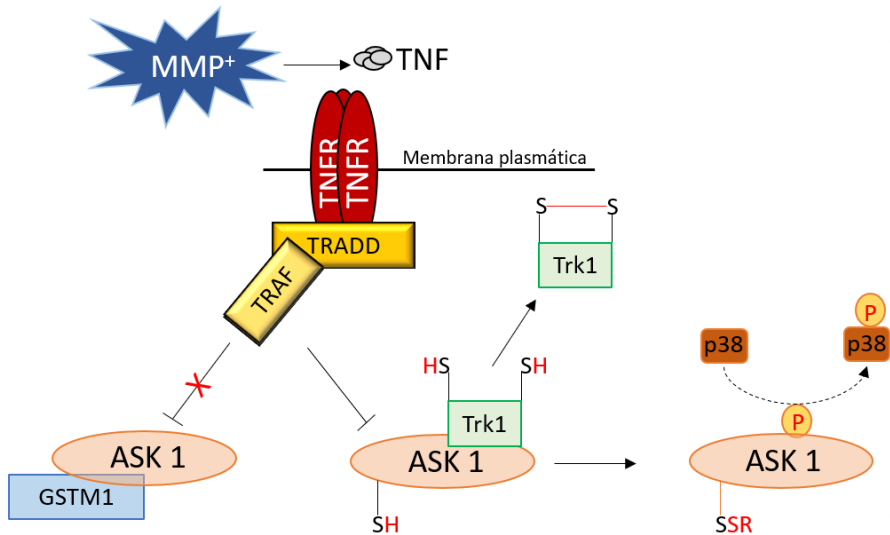 MMP+
TNF
TNFR
TNFR
Membrana plasmática
TRADD
TRAF
S S
Trk1
HS SH
Trk1
p38
P
p38
P
ASK 1
GSTM1
ASK 1
SH
ASK 1
SSR